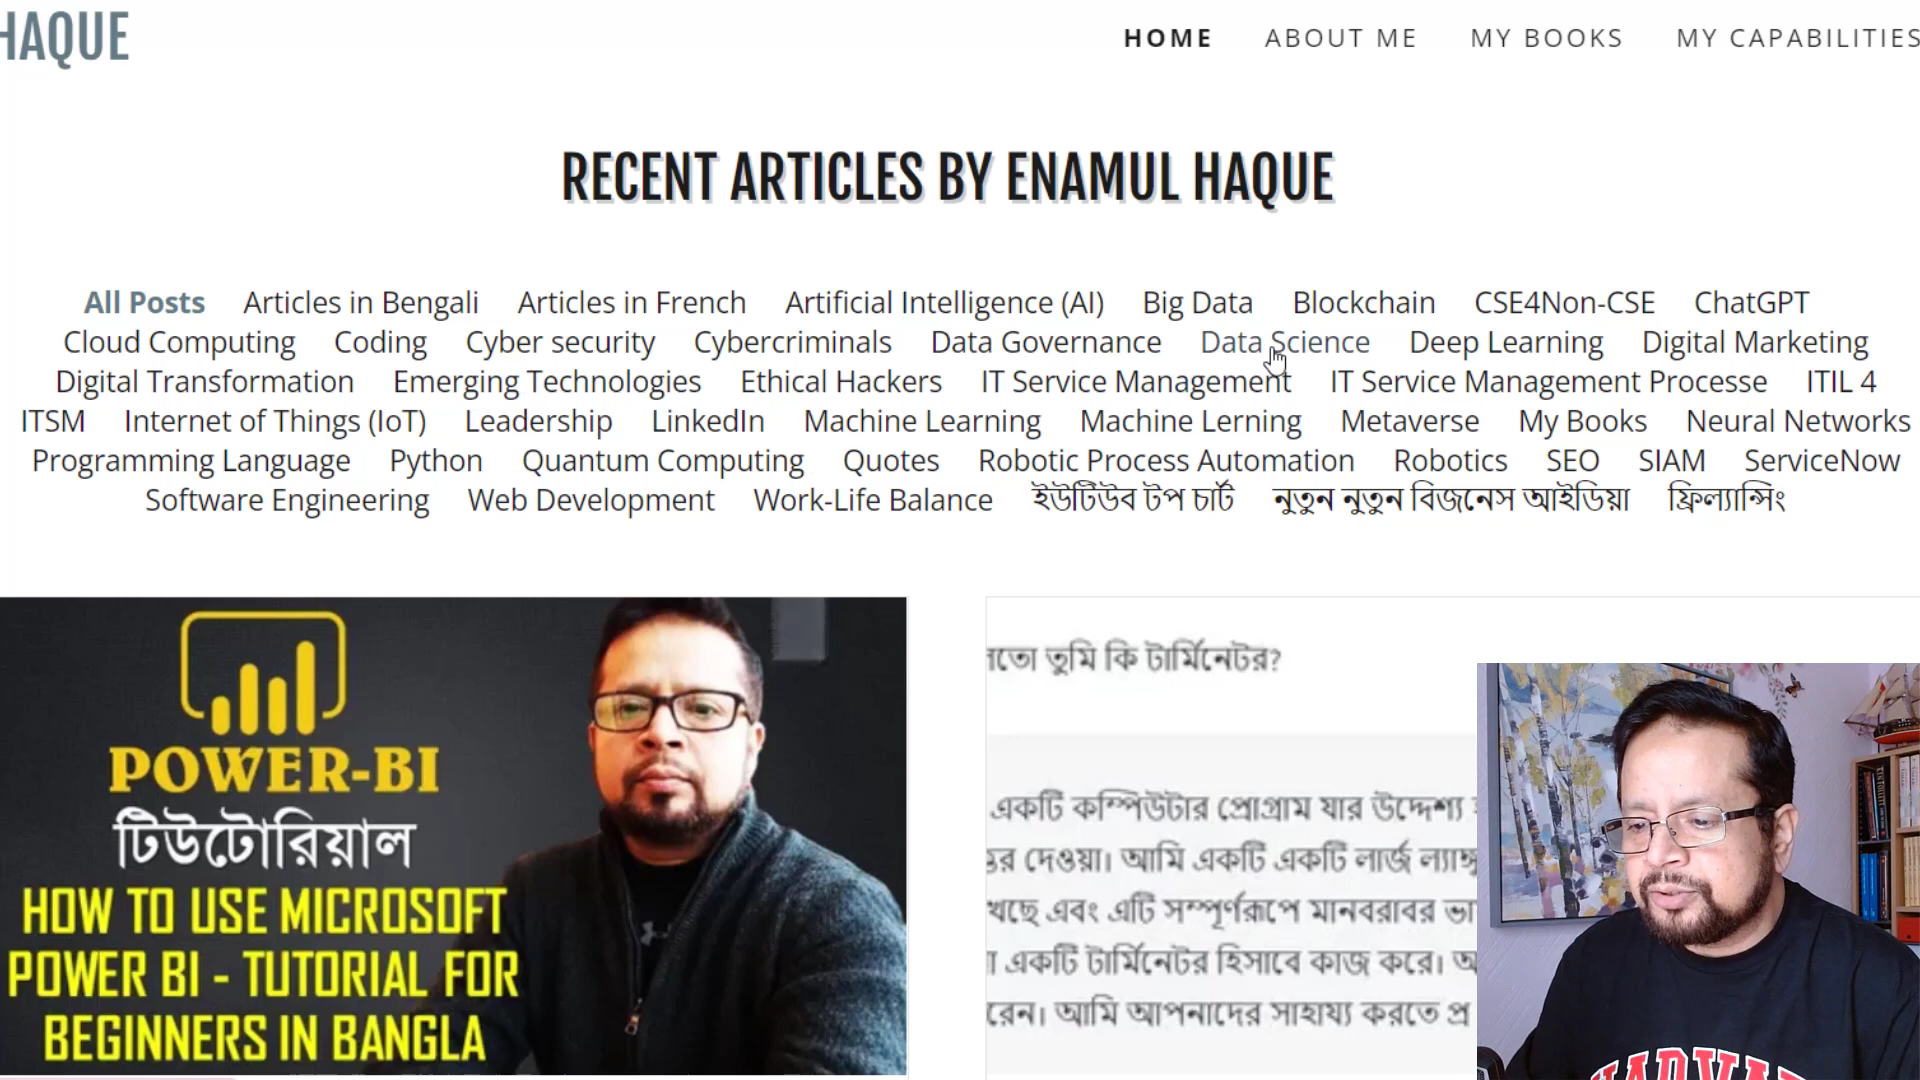 HAQUE
HOME ABOUT ME MY BOOKS MY CAPABILITIES
RECENT ARTICLES BY ENAMUL HAQUE
All Posts Articles in Bengali Articles in French Artificial Intelligence (AI) Big Data Blockchain CSE4Non-CSE ChatGPT
Cloud Computing Coding Cyber security Cybercriminals Data Governance Data Science Deep Learning Digital Marketing
Digital Transformation Emerging Technologies Ethical Hackers IT Service Management IT Service Management Processe ITIL 4
ITSM Internet of Things (IoT) Leadership LinkedIn Machine Learning Machine Lerning Metaverse My Books Neural Networks
Programming Language Python Quantum Computing Quotes Robotic Process Automation Robotics SEO SIAM ServiceNow
Software Engineering Web Development Work-Life Balance ইউটিউব টপ চার্ট নুতুন নুতুন বিজনেস আইডিয়া ফ্রিল্যান্সিং
POWER-BI
টিউটোরিয়াল
HOW TO USE MICROSOFT
POWER BI - TUTORIAL FOR
BEGINNERS IN BANGLA
তুমি কি টার্মিনেটর?
একটি কম্পিউটার প্রোগ্রাম যার উদ্দেশ্য
দেওয়া। আমি একটি একটি লার্জ
এবং এটি সম্পূর্ণরূপে মানবরাবর
একটি টার্মিনেটর হিসাবে কাজ করে।
আমি আপনাদের সাহায্য করতে